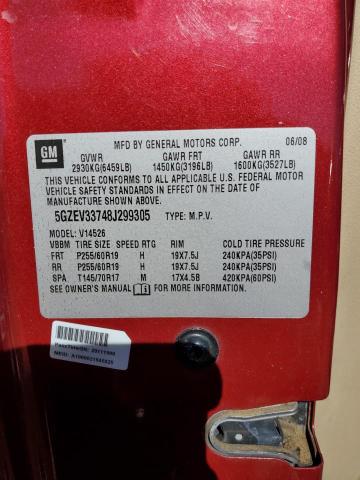 GM
MFD BY GENERAL MOTORS CORP. 06/08
GVWR GAWR FRT GAWR RR
2930KG(6459LB) 1450KG(3196LB) 1600KG(3527LB)
THIS VEHICLE CONFORMS TO ALL APPLICABLE U.S. FEDERAL MOTOR
VEHICLE SAFETY STANDARDS IN EFFECT ON THE DATE OF
MANUFACTURE SHOWN ABOVE.
5GZEV33748J299305 TYPE: M.P.V.
MODEL: V14526
VBBM TIRE SIZE SPEED RTG RIM COLD TIRE PRESSURE
FRT P255/60R19 H 19X7.5J 240KPA(35PSI)
RR P255/60R19 H 19X7.5J 240KPA(35PSI)
SPA T145/70R17 M 17X4.5B 420KPA(60PSI)
SEE OWNER'S MANUAL FOR MORE INFORMATION.